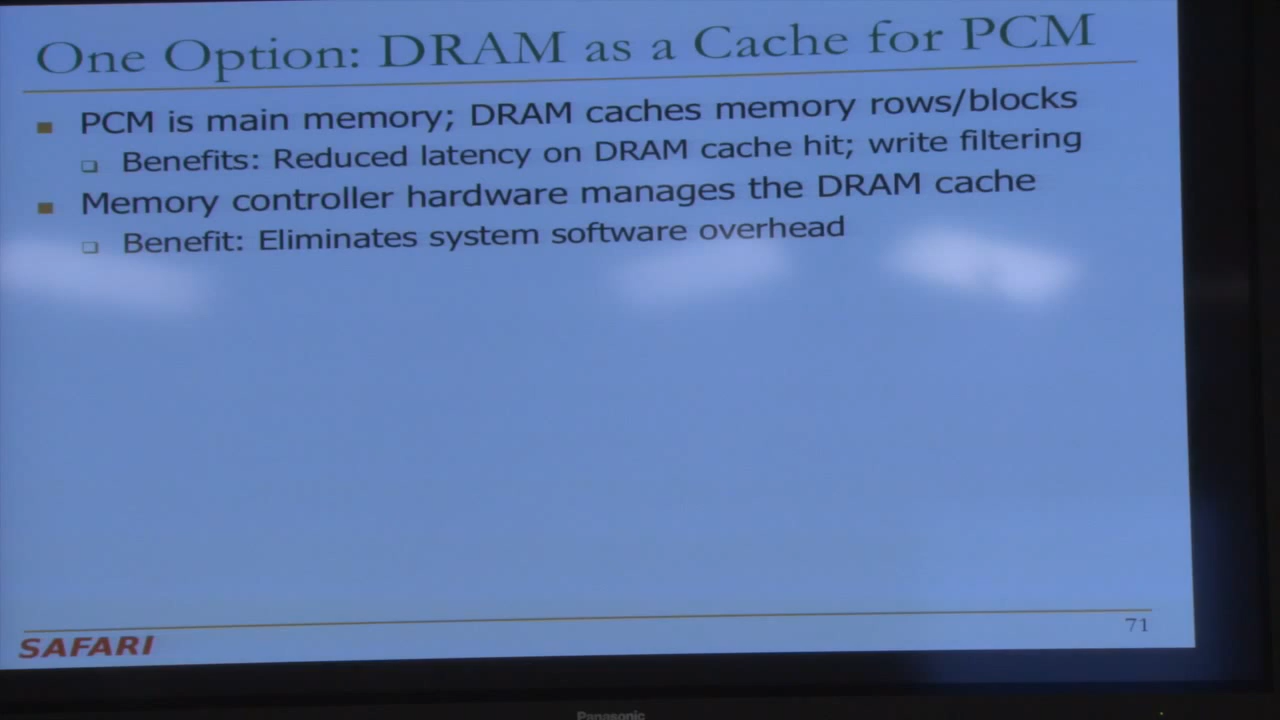 One Option: DRAM as a Cache for PCM
PCM is main memory; DRAM caches memory rows/blocks
Benefits: Reduced latency on DRAM cache hit; write filtering
Memory controller hardware manages the DRAM cache
Benefit: Eliminates system software overhead
SAFARI
71
Panasonic